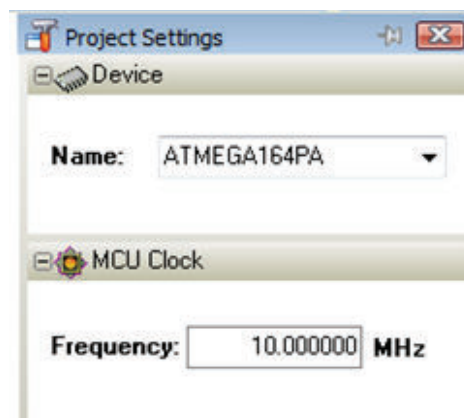 Project Settings
Device
Name: ATMEGA164PA
MCU Clock
Frequency: 10.000000 MHz